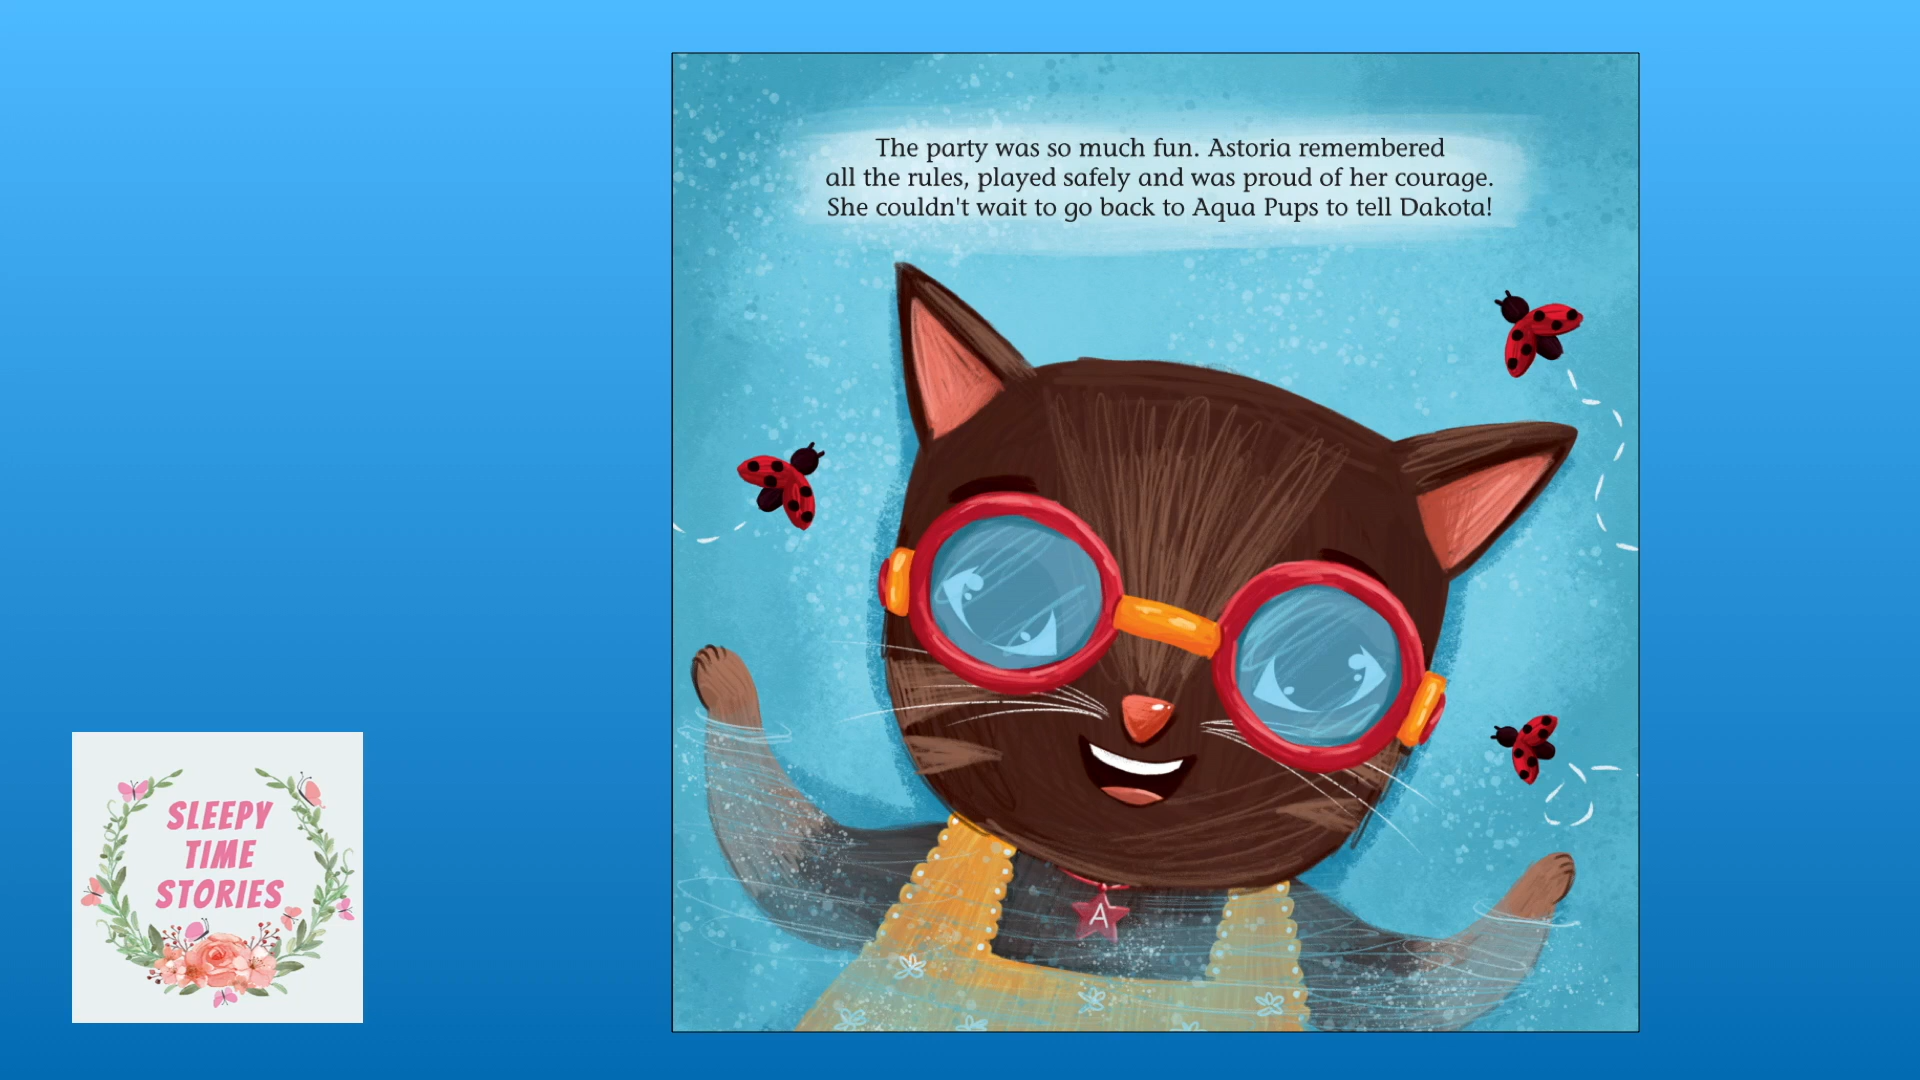 The party was so much fun. Astoria remembered
all the rules, played safely and was proud of her courage.
She couldn't wait to go back to Aqua Pups to tell Dakota!
A
SLEEPY
TIME
STORIES